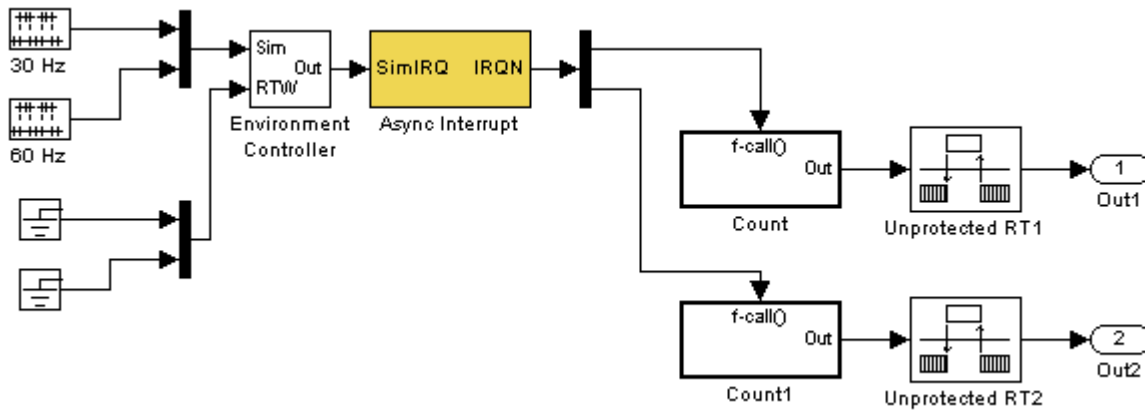 30 Hz
60 Hz
Sim
Out
RTW
Environment
Controller
SimIRQ IRQN
Async Interrupt
f-call()
Out
Count
Unprotected RT1
1
Out1
f-call()
Out
Count1
Unprotected RT2
2
Out2